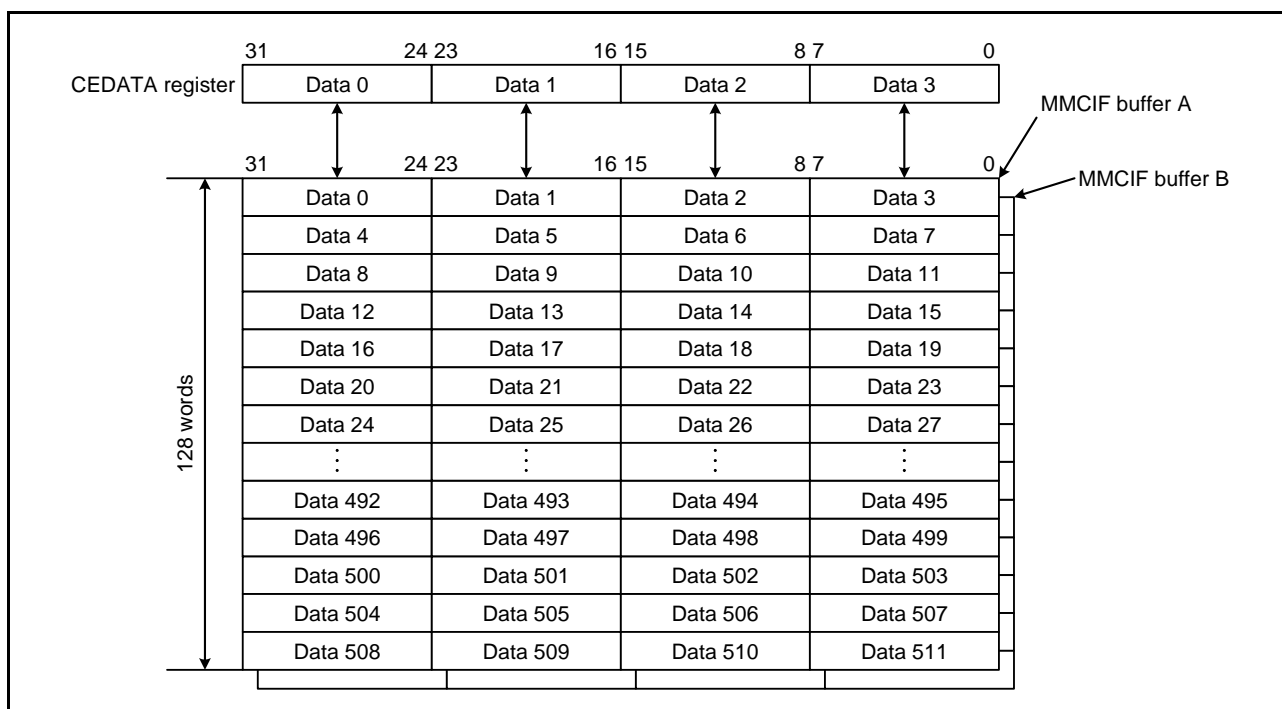 31 24 23 16 15 8 7 0
CEDATA register Data 0 Data 1 Data 2 Data 3
MMCIF buffer A
31 24 23 16 15 8 7 0
MMCIF buffer B
Data 0 Data 1 Data 2 Data 3
Data 4 Data 5 Data 6 Data 7
Data 8 Data 9 Data 10 Data 11
Data 12 Data 13 Data 14 Data 15
Data 16 Data 17 Data 18 Data 19
Data 20 Data 21 Data 22 Data 23
Data 24 Data 25 Data 26 Data 27
128 words
Data 492 Data 493 Data 494 Data 495
Data 496 Data 497 Data 498 Data 499
Data 500 Data 501 Data 502 Data 503
Data 504 Data 505 Data 506 Data 507
Data 508 Data 509 Data 510 Data 511